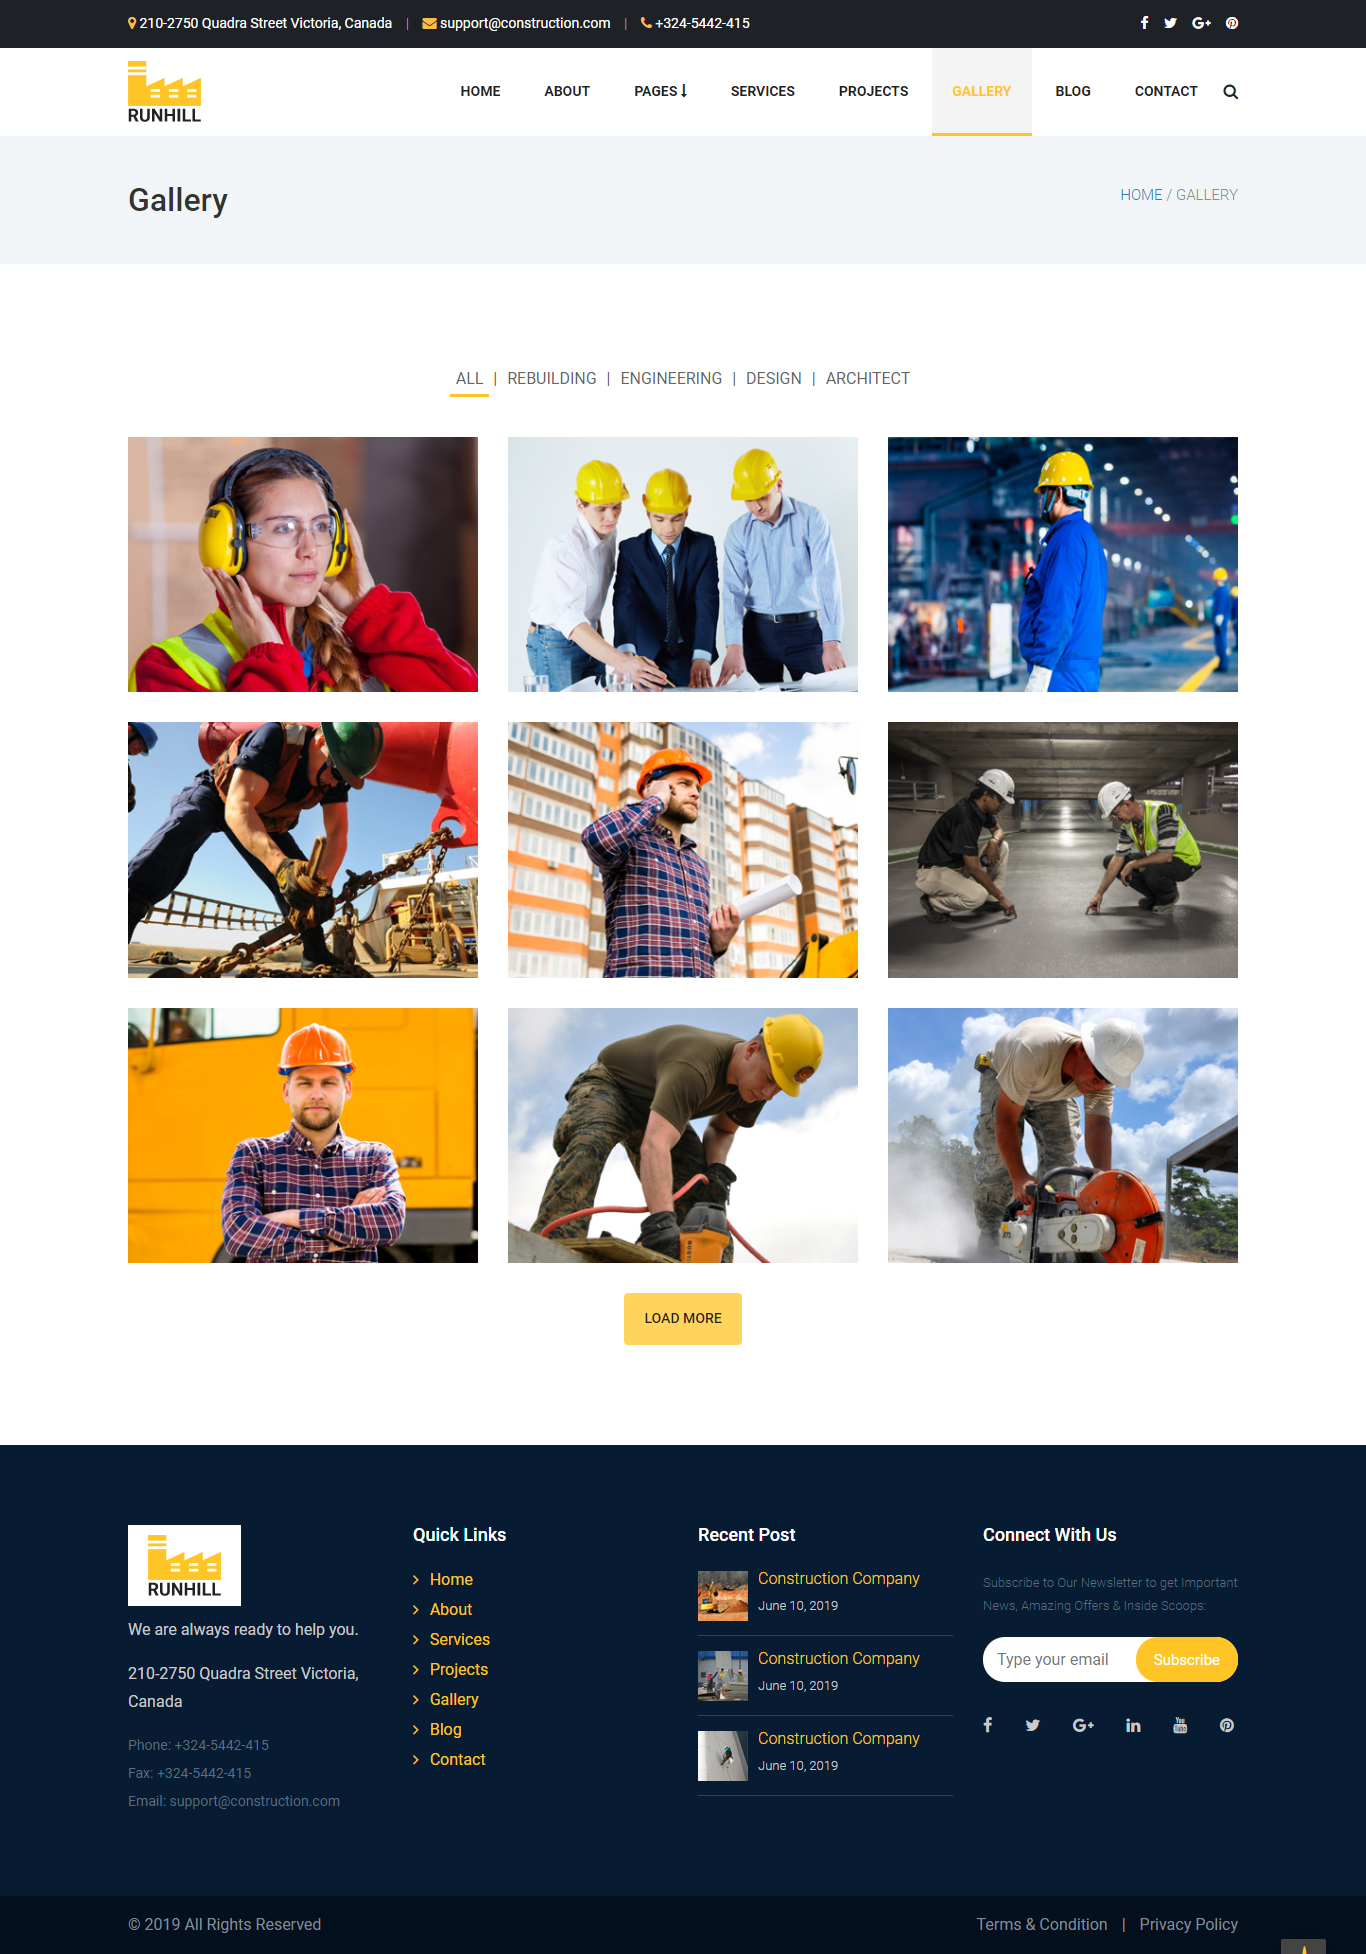 210-2750 Quadra Street Victoria, Canada | support@construction.com | +324-5442-415
RUNHILL
HOME ABOUT PAGES SERVICES PROJECTS GALLERY BLOG CONTACT
Gallery
HOME / GALLERY
ALL | REBUILDING | ENGINEERING | DESIGN | ARCHITECT
LOAD MORE
RUNHILL
We are always ready to help you.
210-2750 Quadra Street Victoria,
Canada
Phone: +324-5442-415
Fax: +324-5442-415
Email: support@construction.com
Quick Links
Home
About
Services
Projects
Gallery
Blog
Contact
Recent Post
Construction Company
June 10, 2019
Construction Company
June 10, 2019
Construction Company
June 10, 2019
Connect With Us
Subscribe to Our Newsletter to get Important
News, Amazing Offers & Inside Scoops:
Type your email Subscribe
© 2019 All Rights Reserved
Terms & Condition | Privacy Policy